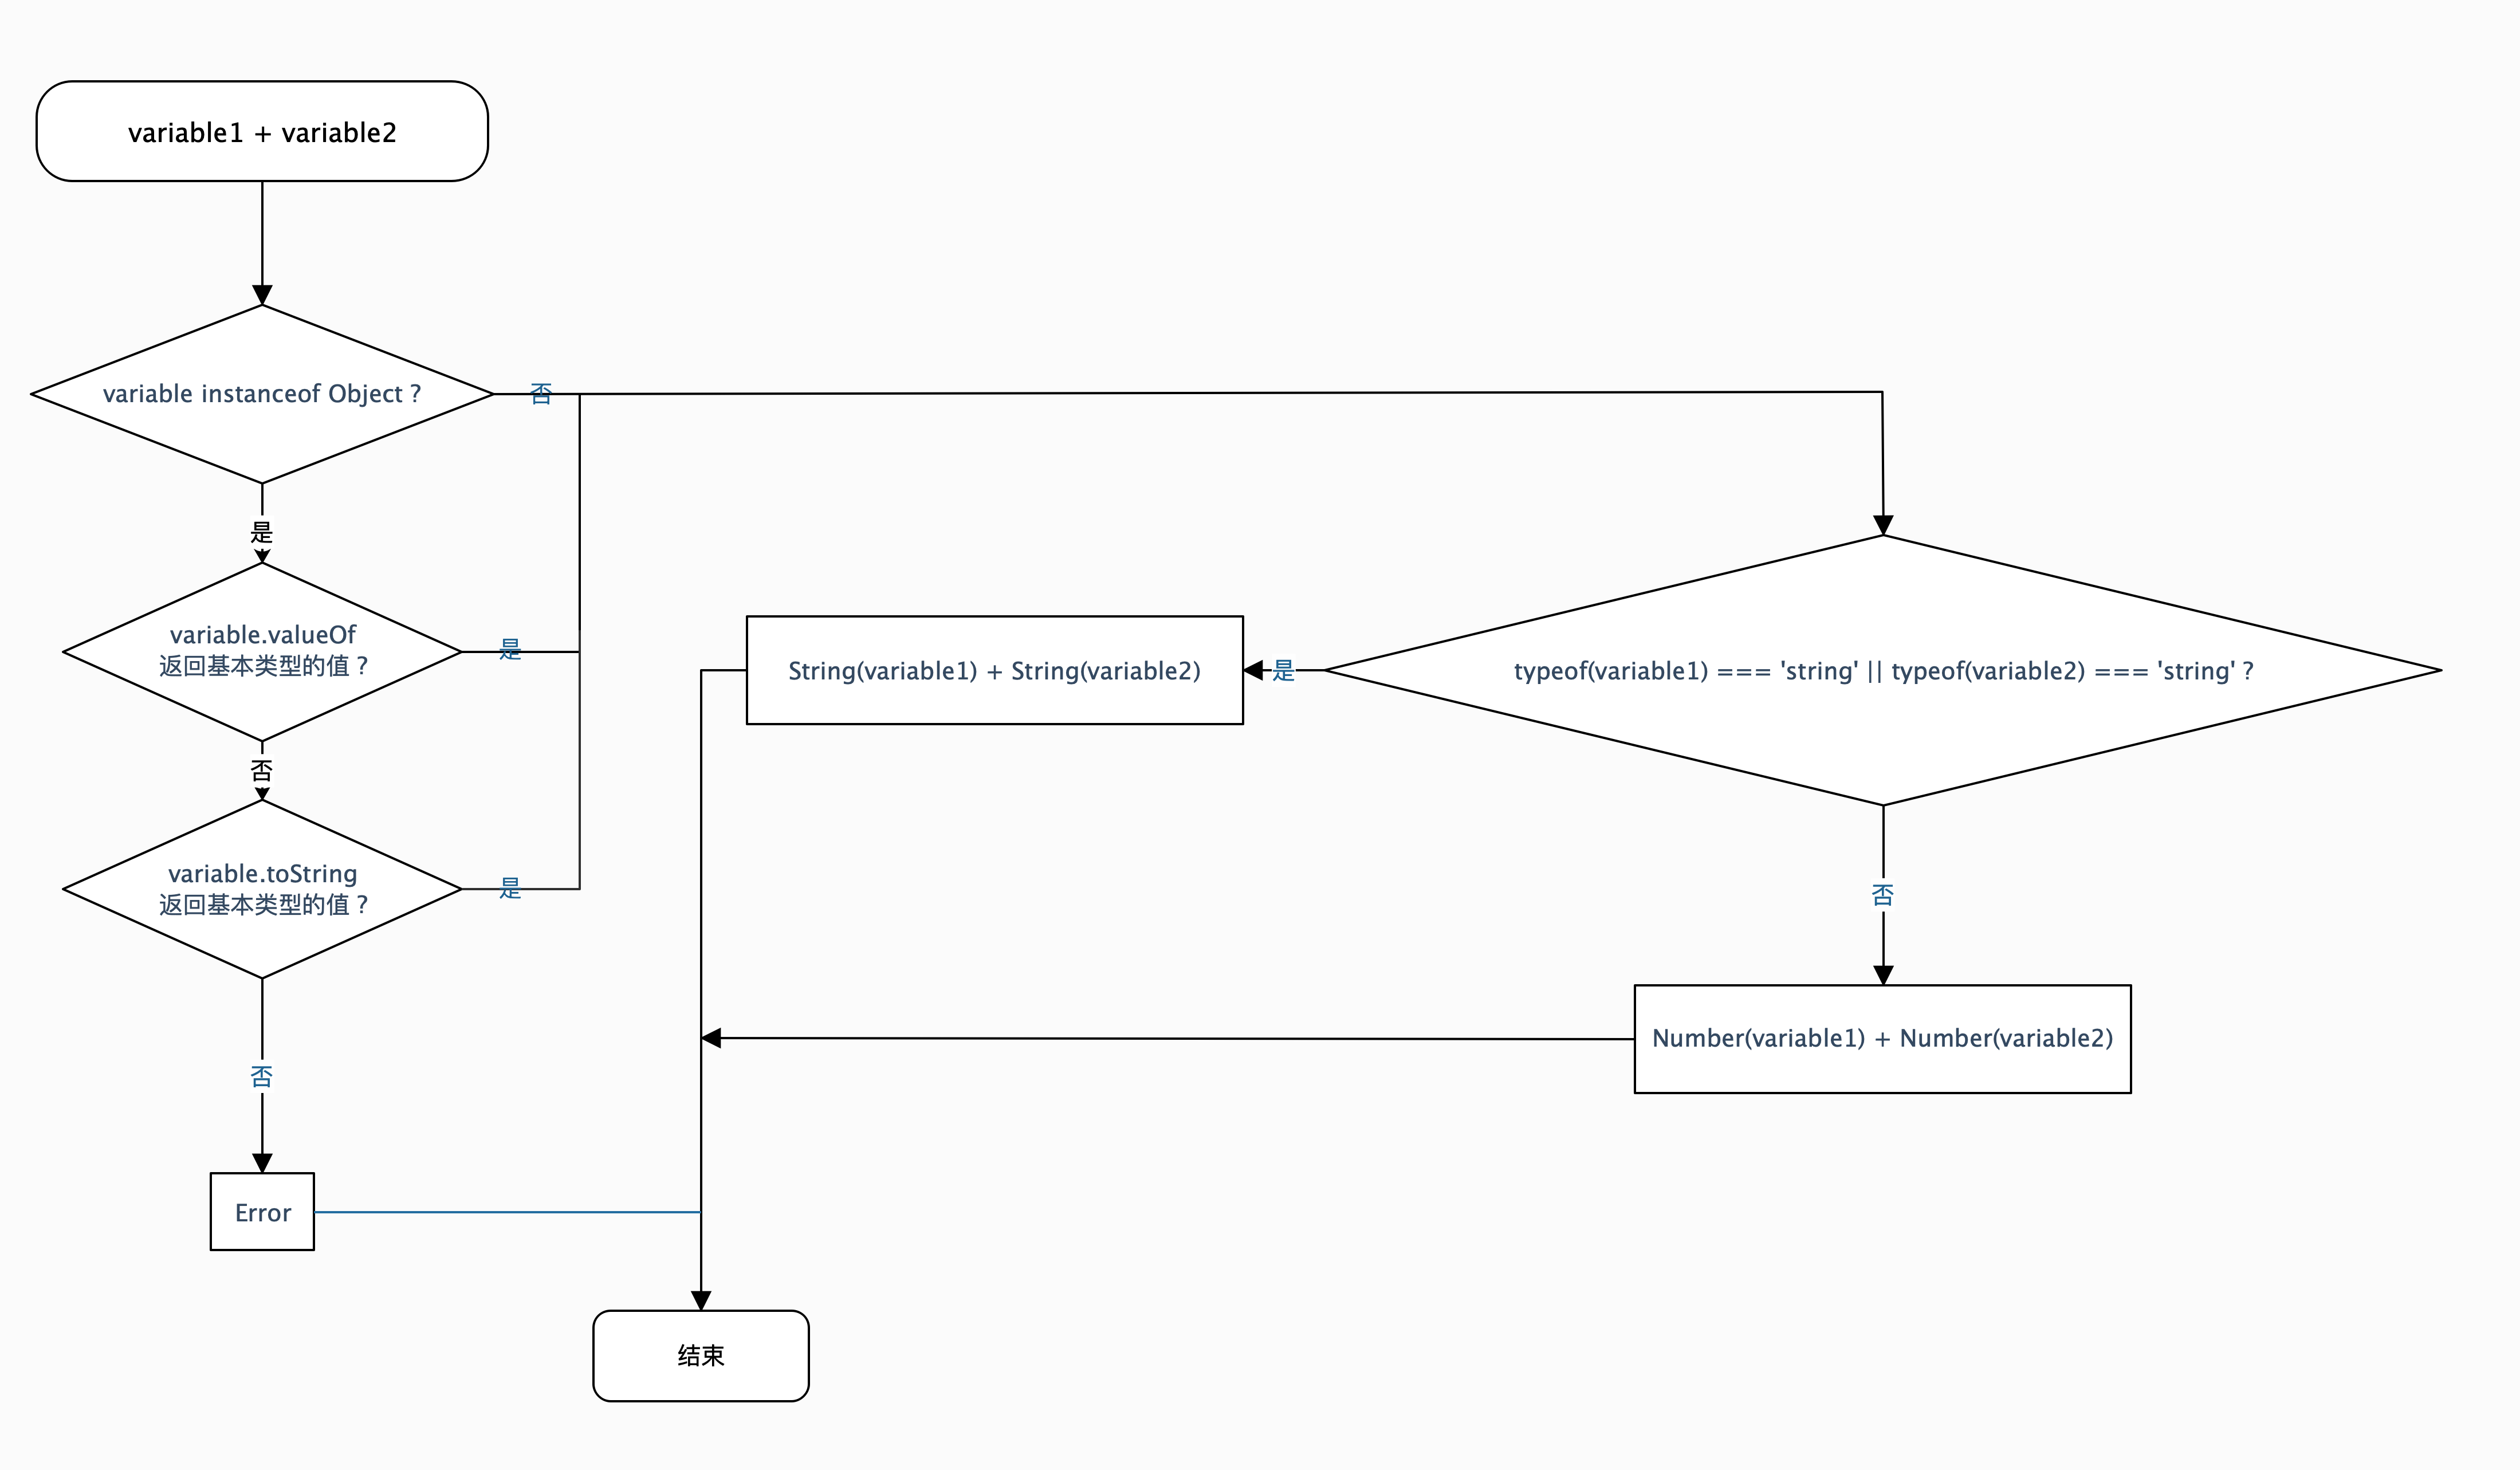 variable1 + variable2
variable instanceof Object ?
否
是
variable.valueOf
返回基本类型的值 ?
是
String(variable1) + String(variable2)
是
typeof(variable1) === 'string' || typeof(variable2) === 'string' ?
否
variable.toString
返回基本类型的值 ?
是
否
Number(variable1) + Number(variable2)
否
Error
结束